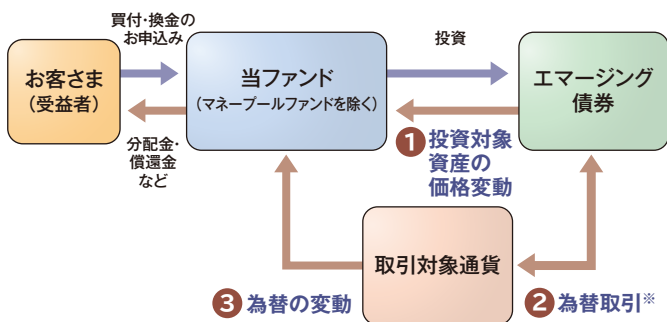 買付・換金の
お申込み
お客さま
(受益者)
分配金・
償還金
など
当ファンド
(マネープールファンドを除く)
投資
エマージング
債券
1 投資対象
資産の
価格変動
取引対象通貨
3 為替の変動
2 為替取引※